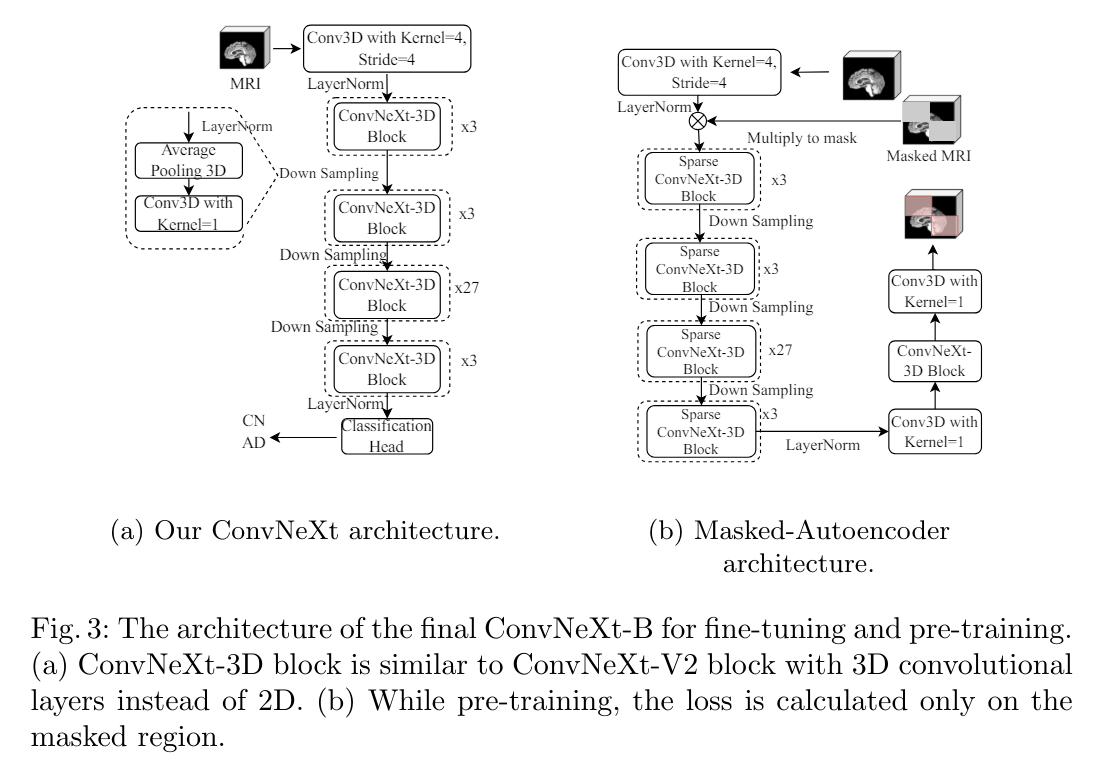 MRI
Conv3D with Kernel=4,
Stride=4
LayerNorm
ConvNeXt-3D
Block
x3
LayerNorm
Average
Pooling 3D
Conv3D with
Kernel=1
Down Sampling
ConvNeXt-3D
Block
x3
Down Sampling
ConvNeXt-3D
Block
x27
Down Sampling
ConvNeXt-3D
Block
x3
LayerNorm
Classification
Head
CN
AD
Conv3D with Kernel=4,
Stride=4
LayerNorm
Multiply to mask
Masked MRI
Sparse
ConvNeXt-3D
Block
x3
Down Sampling
Sparse
ConvNeXt-3D
Block
x3
Down Sampling
Sparse
ConvNeXt-3D
Block
x27
Down Sampling
Sparse
ConvNeXt-3D
Block
x3
LayerNorm
Conv3D with
Kernel=1
ConvNeXt-
3D Block
Conv3D with
Kernel=1
(a) Our ConvNeXt architecture.
(b) Masked-Autoencoder
architecture.
Fig. 3: The architecture of the final ConvNeXt-B for fine-tuning and pre-training.
(a) ConvNeXt-3D block is similar to ConvNeXt-V2 block with 3D convolutional
layers instead of 2D. (b) While pre-training, the loss is calculated only on the
masked region.